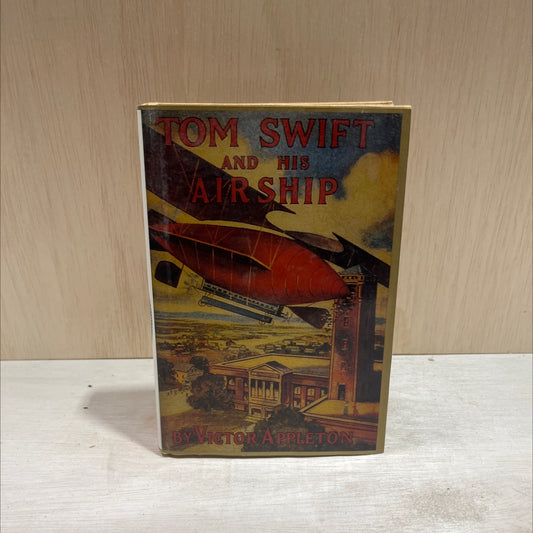 TOM SWIFT
AND HIS
AIRSHIP
BY VICTOR APPLETON